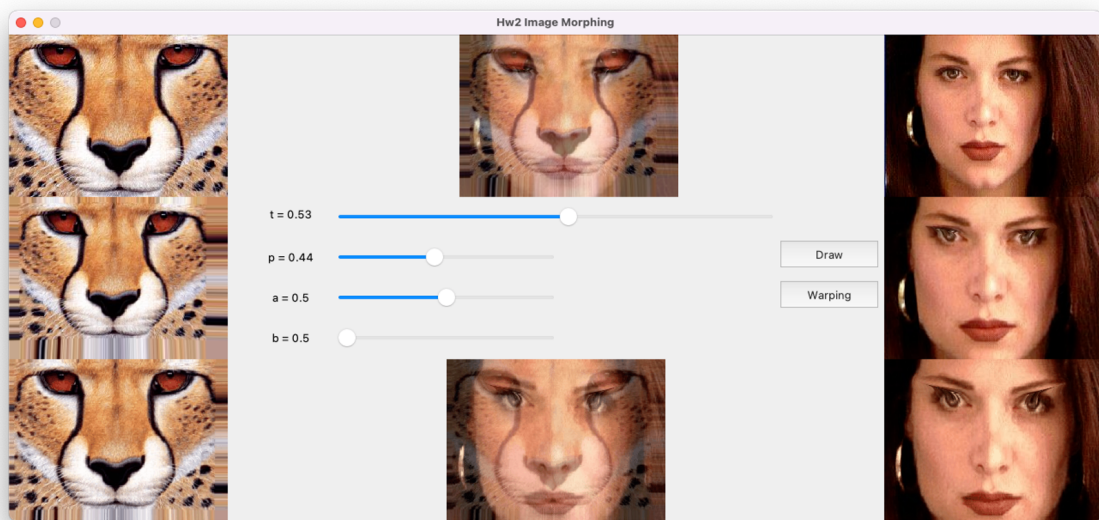 Hw2 Image Morphing
t = 0.53
p = 0.44
Draw
a = 0.5
Warping
b = 0.5